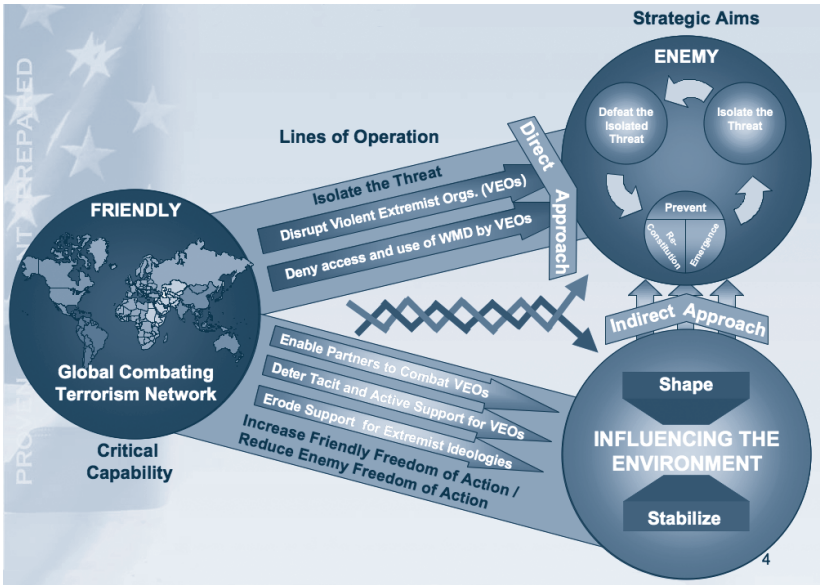 Strategic Aims
ENEMY
Defeat the
Isolated
Threat
Isolate the
Threat
Prevent
Re-
Constitution
Emergence
Lines of Operation
Direct
Approach
Isolate the Threat
Disrupt Violent Extremist Orgs. (VEOs)
Deny access and use of WMD by VEOs
FRIENDLY
Global Combating
Terrorism Network
Critical
Capability
Enable Partners to Combat VEOs
Deter Tacit and Active Support for VEOs
Erode Support for Extremist Ideologies
Increase Friendly Freedom of Action /
Reduce Enemy Freedom of Action
Indirect Approach
Shape
INFLUENCING THE
ENVIRONMENT
Stabilize
4
PREPARED